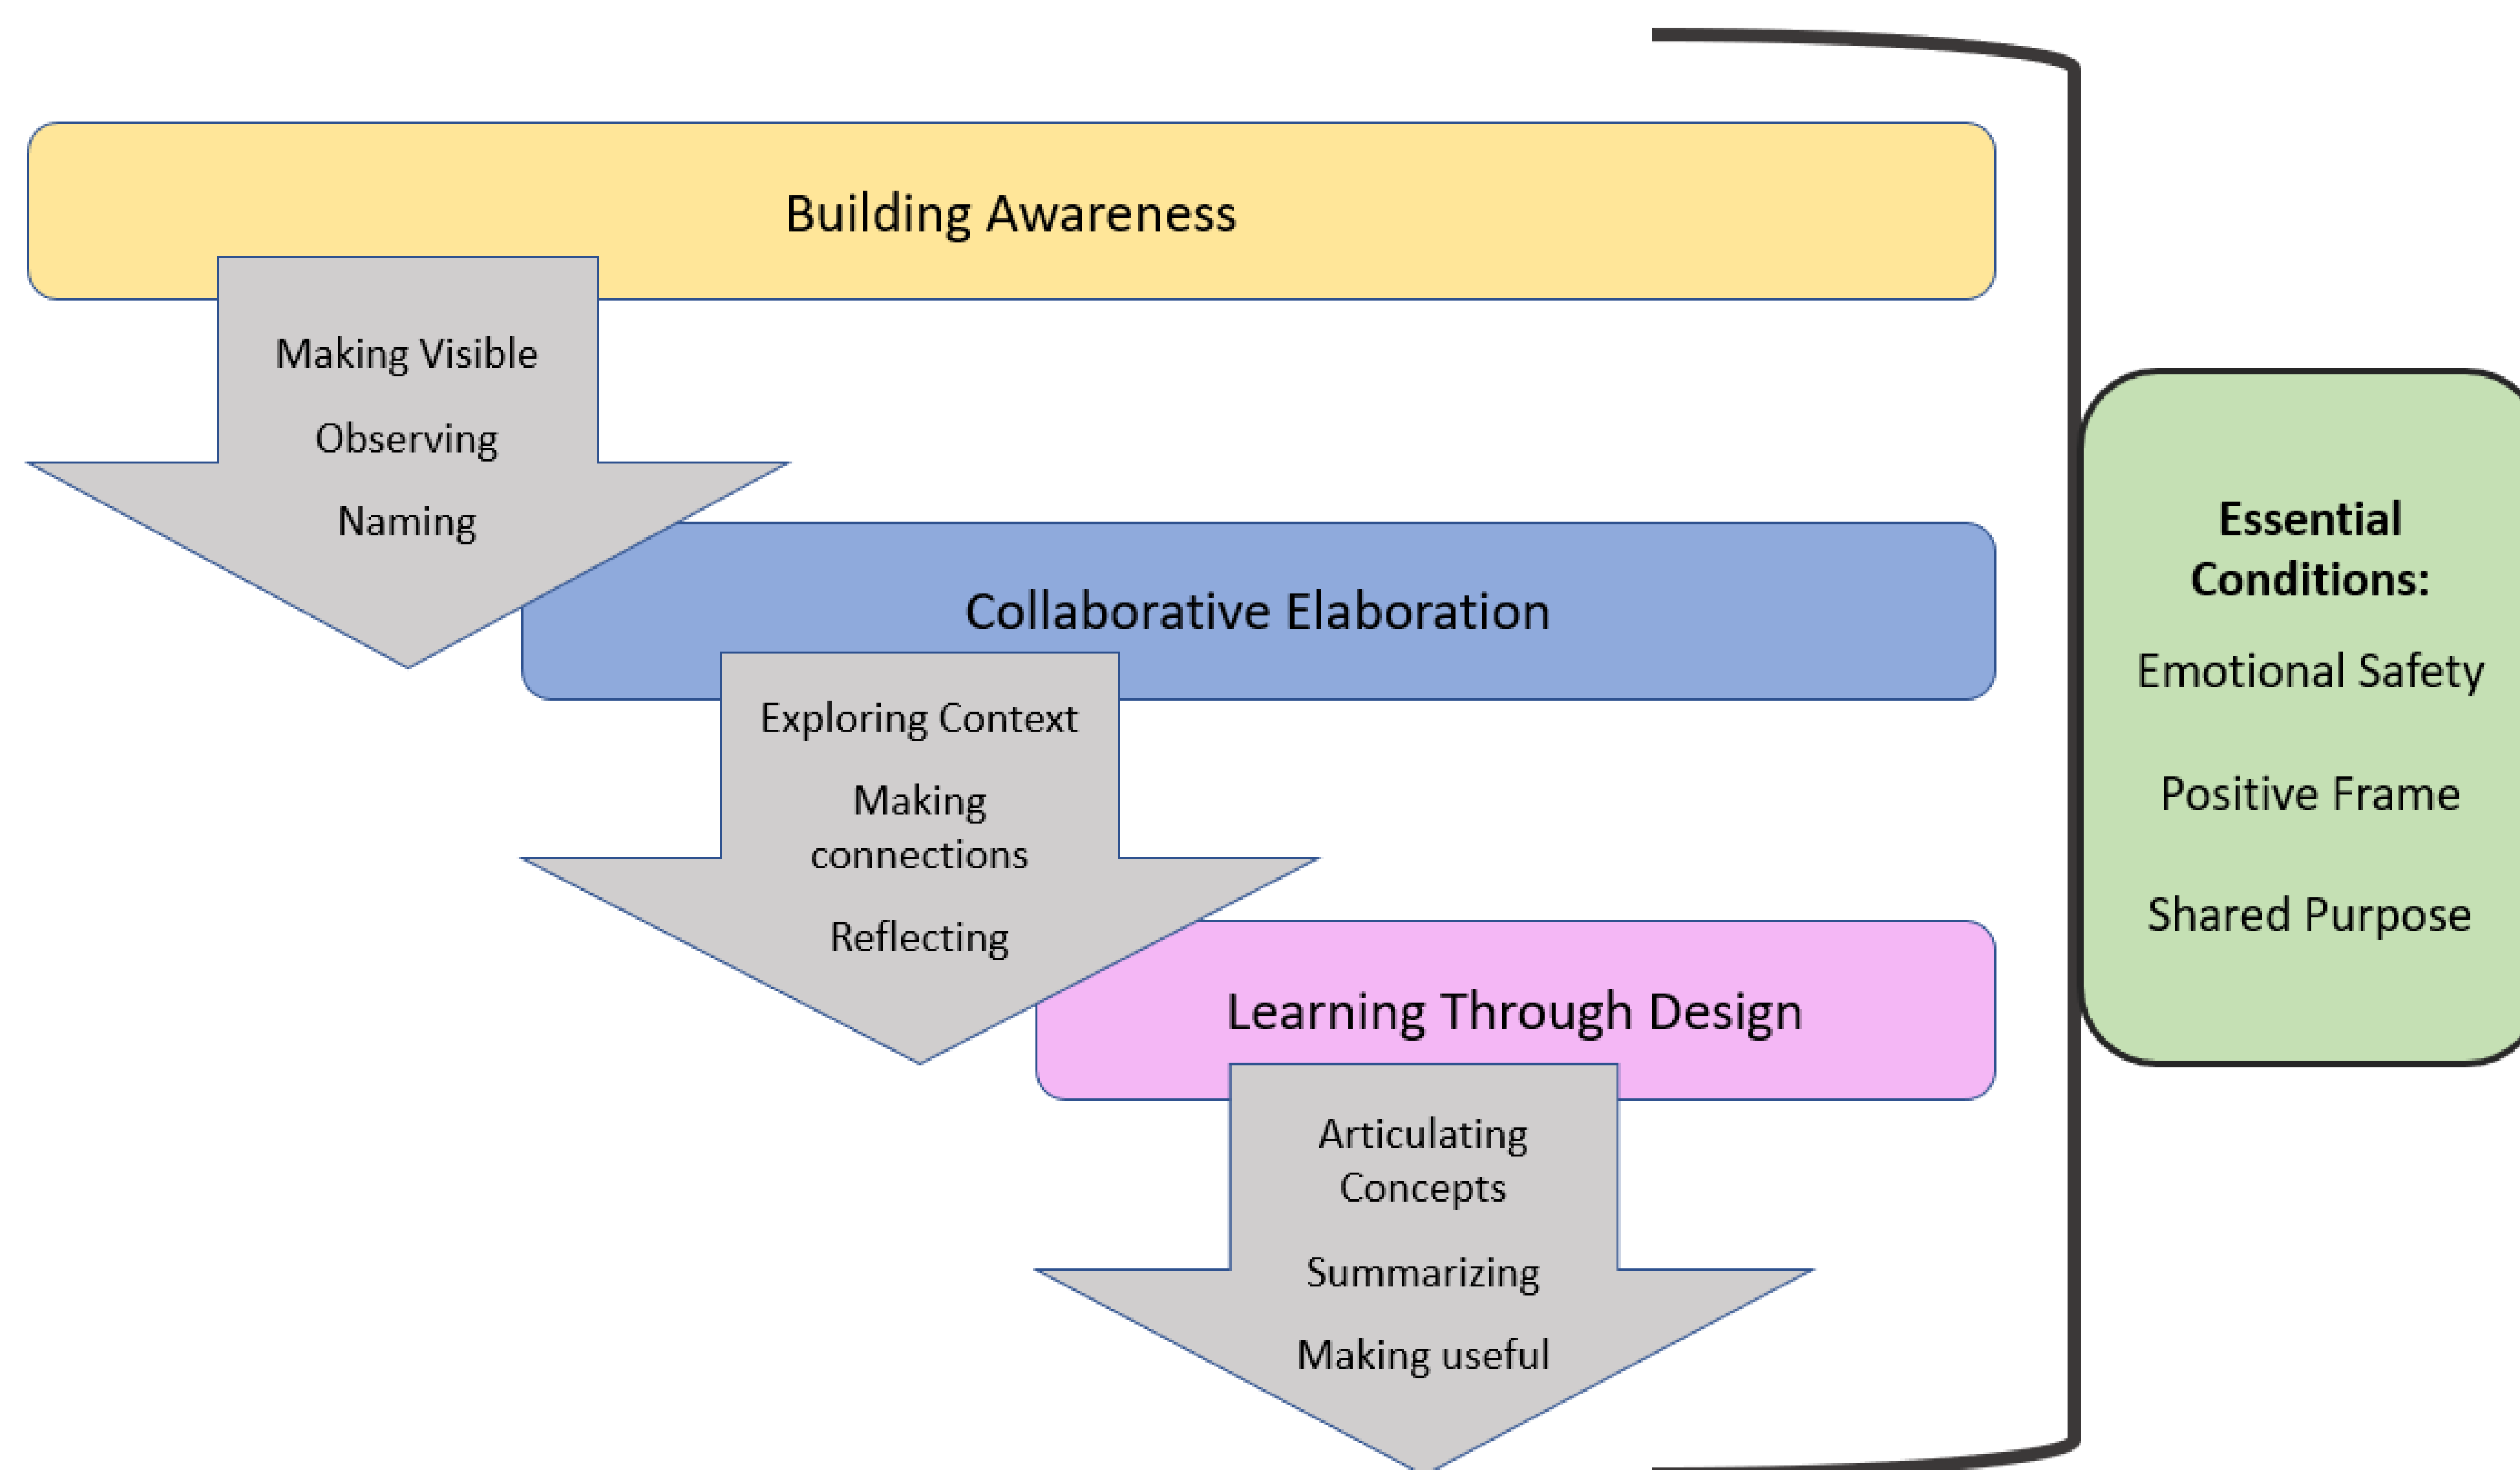 Building Awareness
Making Visible
Observing
Naming
Collaborative Elaboration
Exploring Context
Making
connections
Reflecting
Learning Through Design
Articulating
Concepts
Summarizing
Making useful
Essential
Conditions:
Emotional Safety
Positive Frame
Shared Purpose